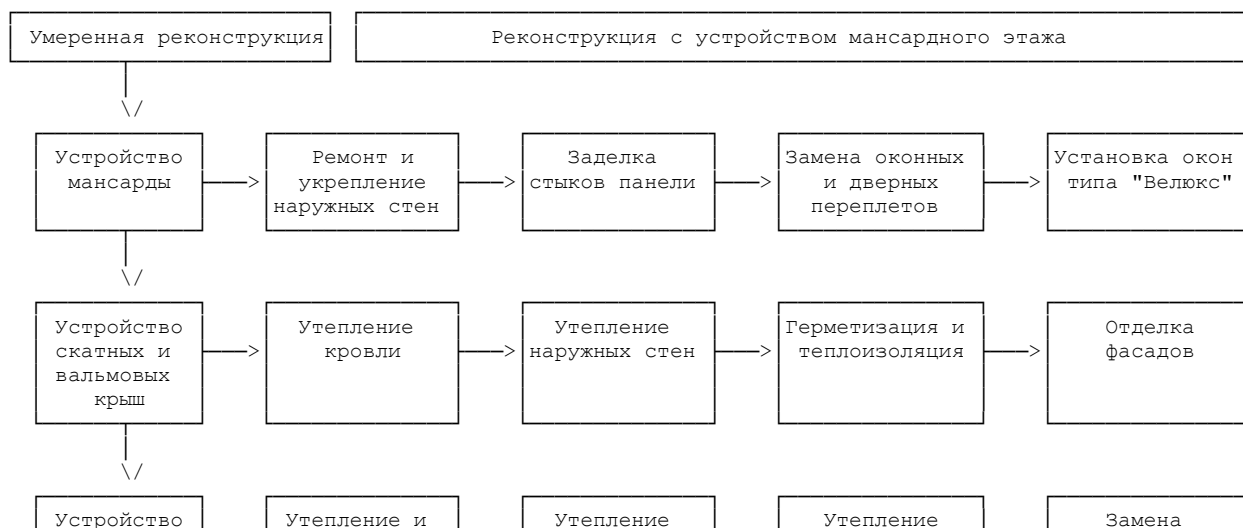 Умеренная реконструкция
Реконструкция с устройством мансардного этажа
Устройство
мансарды
Ремонт и
укрепление
наружных стен
Заделка
стыков панели
Замена оконных
и дверных
переплетов
Установка окон
типа "Велюкс"
Устройство
скатных и
вальмовых
крыш
Утепление
кровли
Утепление
наружных стен
Герметизация и
теплоизоляция
Отделка
фасадов
Устройство
Утепление и
Утепление
Утепление
Замена